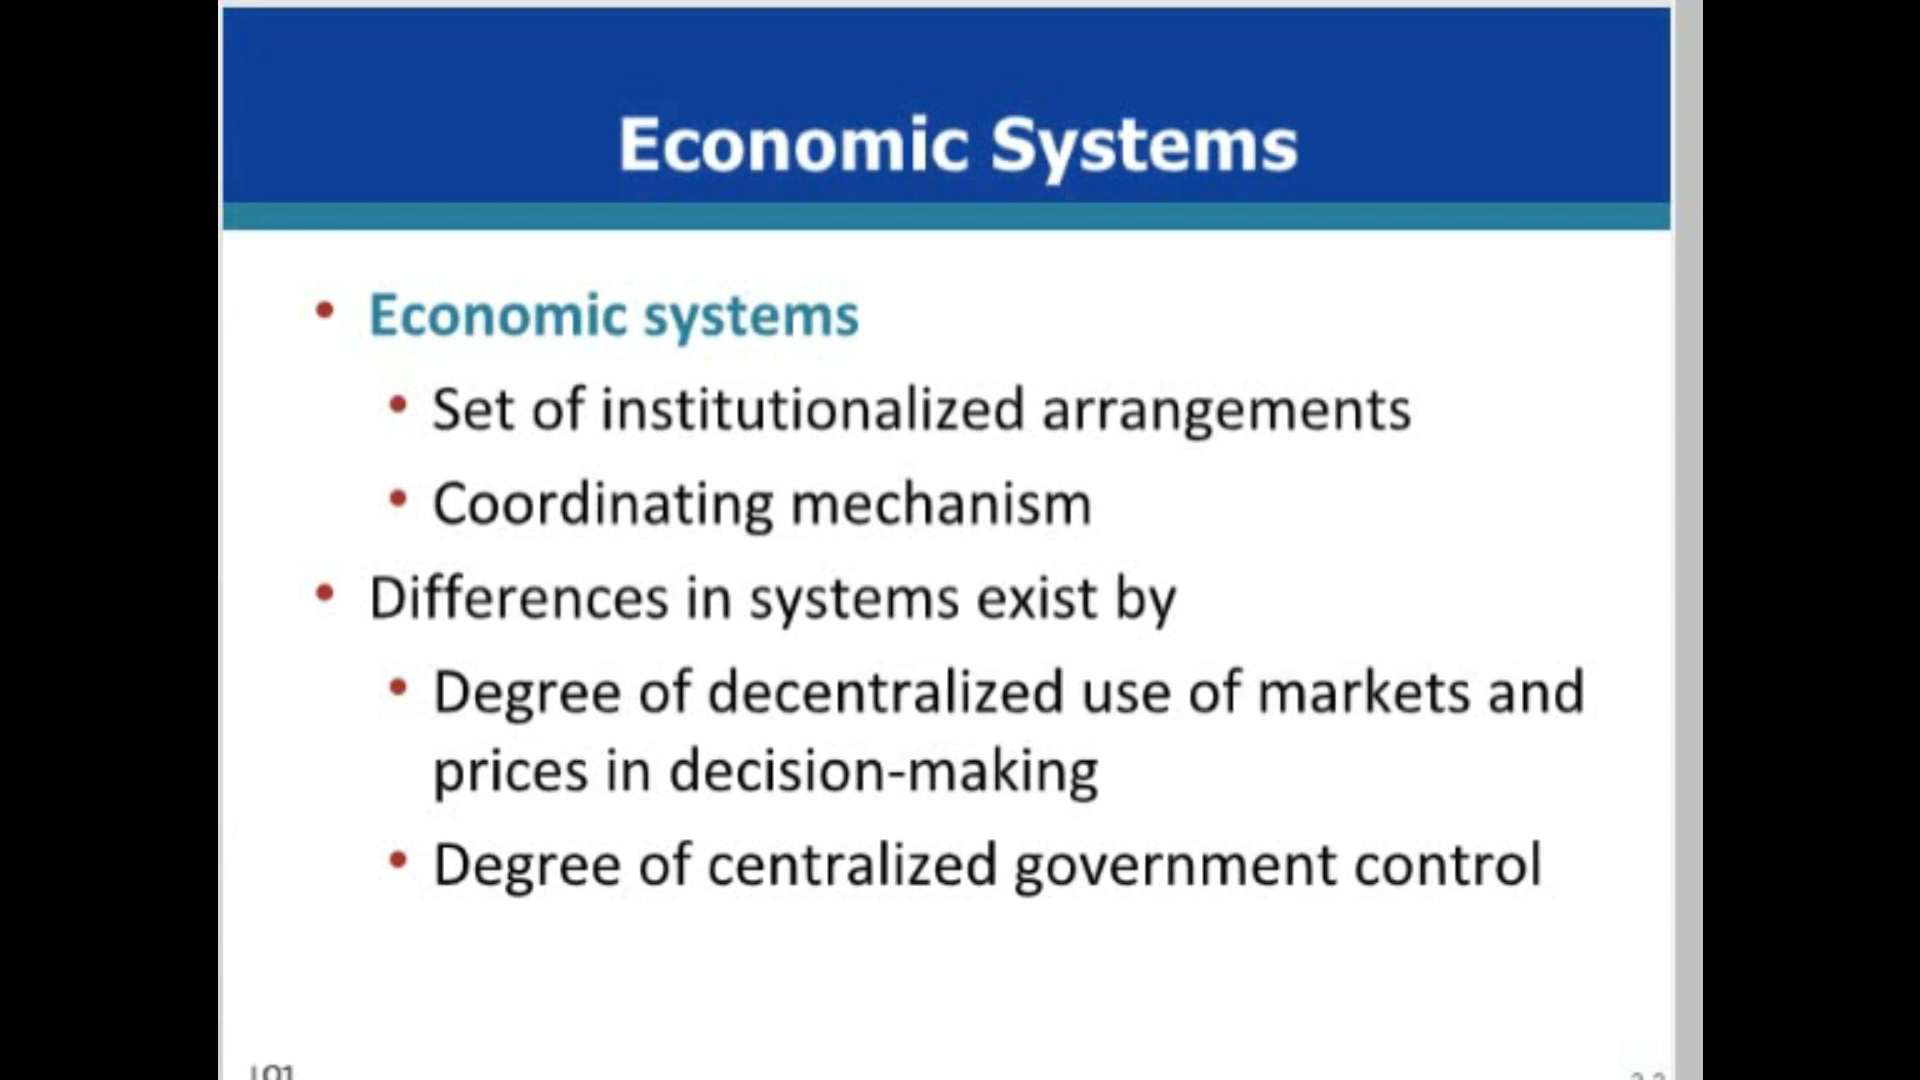 Economic Systems
• Economic systems
• Set of institutionalized arrangements
• Coordinating mechanism
• Differences in systems exist by
• Degree of decentralized use of markets and
prices in decision-making
• Degree of centralized government control
LO1